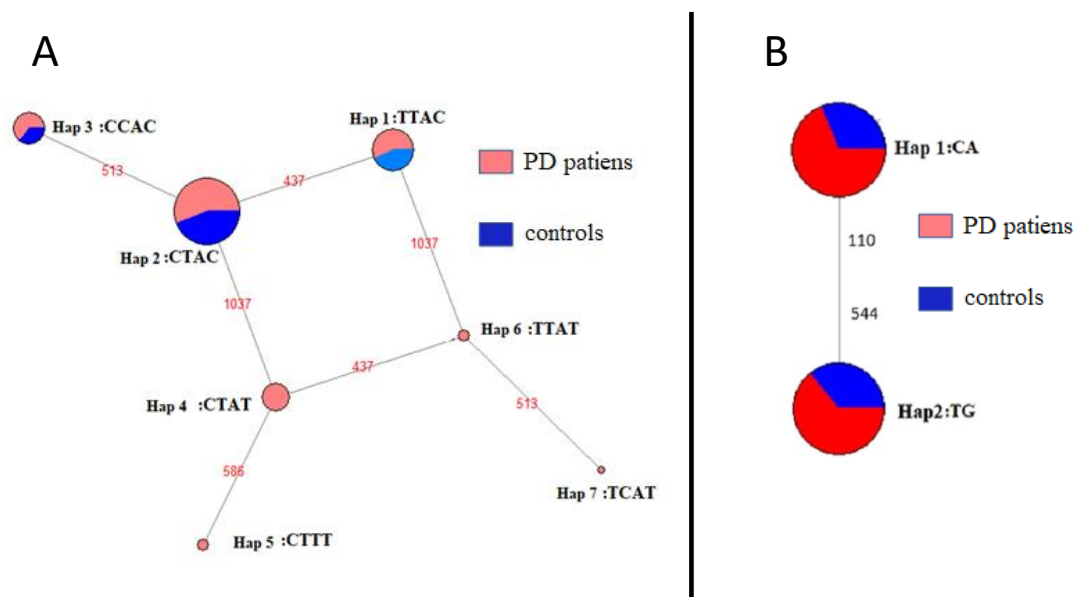 A
Hap 3 :CCAC
513
Hap 1:TTAC
437
PD patiens
controls
Hap 2:CTAC
1037
1037
Hap 6 :TTAT
437
Hap 4 :CTAT
513
586
Hap 7 :TCAT
Hap 5 :CTTT
B
Hap 1:CA
110
PD patiens
controls
544
Hap2:TG